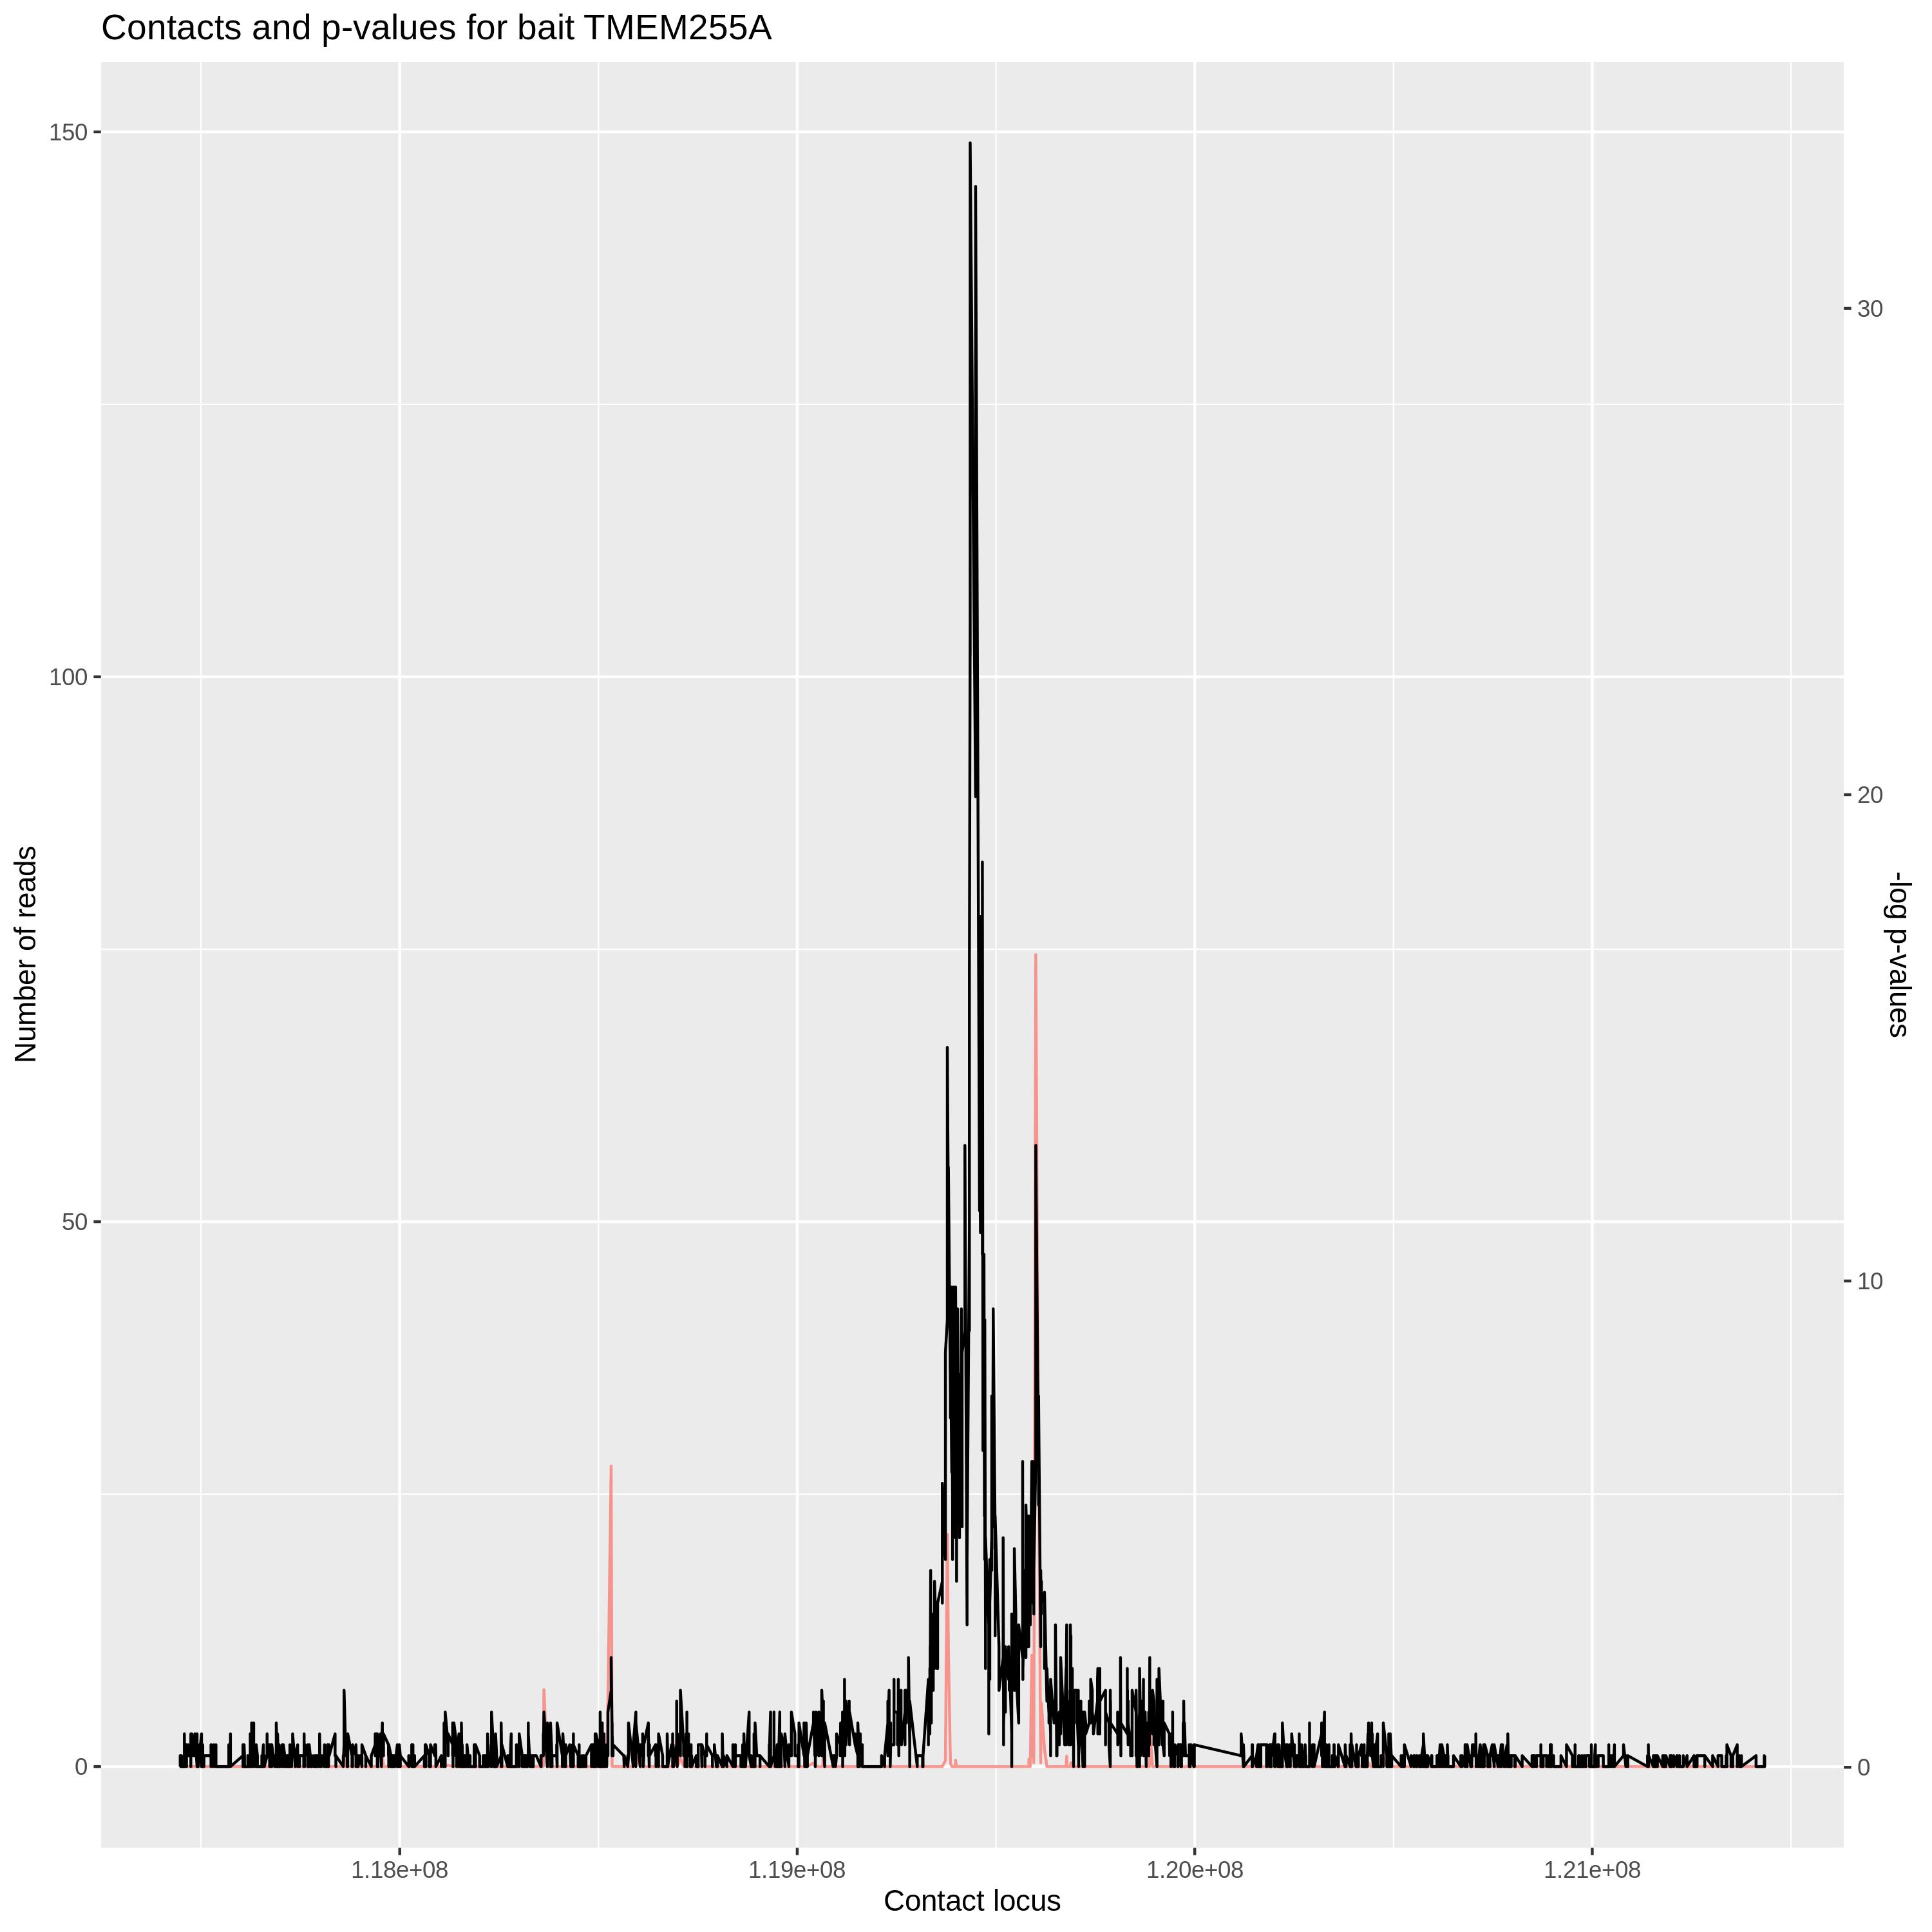 Contacts and p-values for bait TMEM255A
150
100
50
0
Number of reads
30
20
10
0
-log p-values
1.18e+08
1.19e+08
1.20e+08
1.21e+08
Contact locus